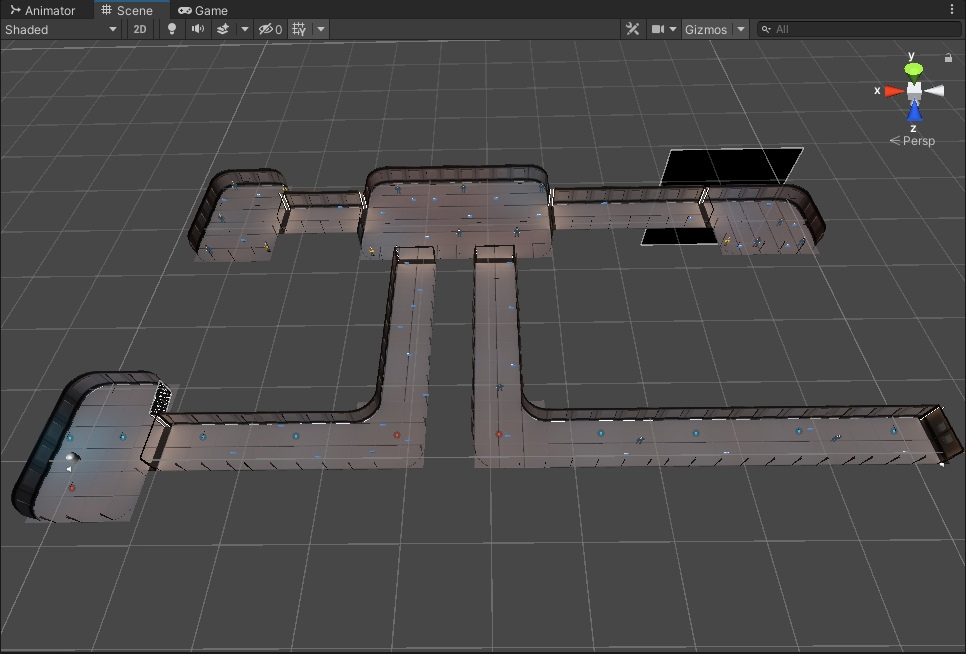 Animator Scene Game
Shaded 2D 0 Gizmos All
y
x
z
Persp